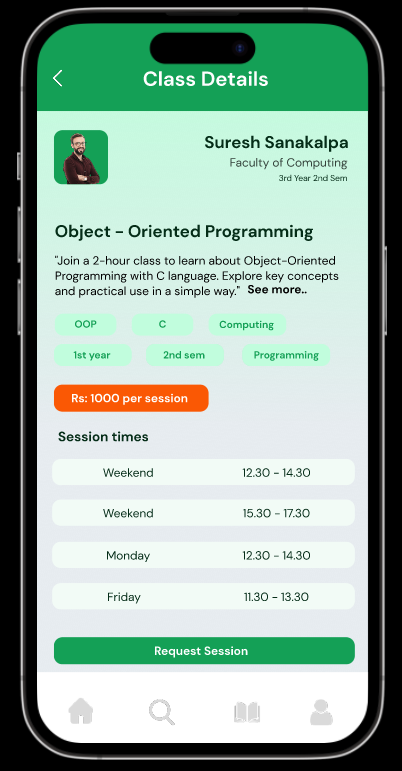 Class Details
Suresh Sanakalpa
Faculty of Computing
3rd Year 2nd Sem
Object - Oriented Programming
"Join a 2-hour class to learn about Object-Oriented
Programming with C language. Explore key concepts
and practical use in a simple way." See more..
OOP C Computing
1st year 2nd sem Programming
Rs: 1000 per session
Session times
Weekend 12.30 - 14.30
Weekend 15.30 - 17.30
Monday 12.30 - 14.30
Friday 11.30 - 13.30
Request Session